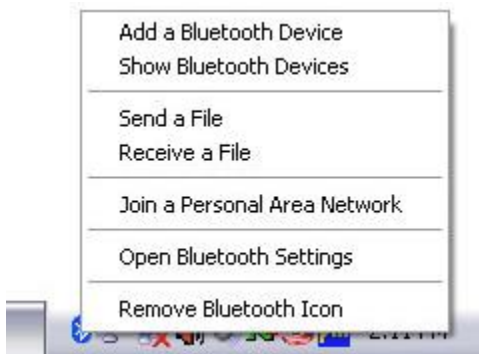 Add a Bluetooth Device
Show Bluetooth Devices
Send a File
Receive a File
Join a Personal Area Network
Open Bluetooth Settings
Remove Bluetooth Icon